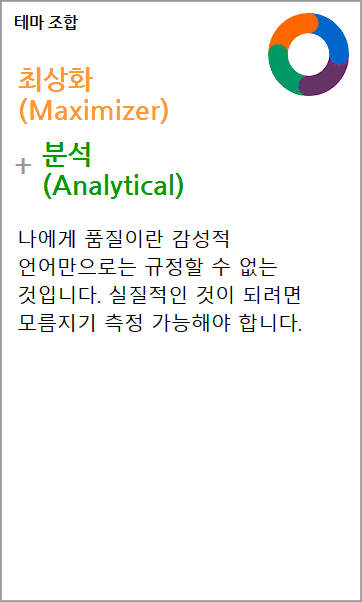 테마 조합
최상화
(Maximizer)
+ 분석
(Analytical)
나에게 품질이란 감성적
언어만으로는 규정할 수 없는
것입니다. 실질적인 것이 되려면
모름지기 측정 가능해야 합니다.